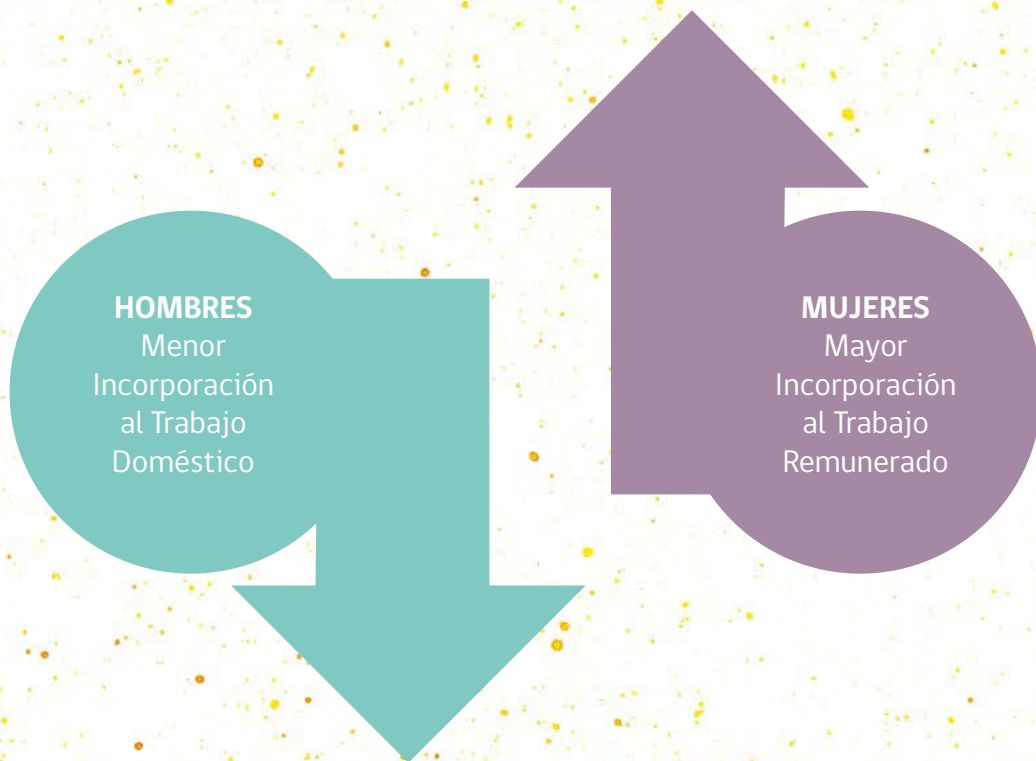 HOMBRES
Menor
Incorporación
al Trabajo
Doméstico
MUJERES
Mayor
Incorporación
al Trabajo
Remunerado